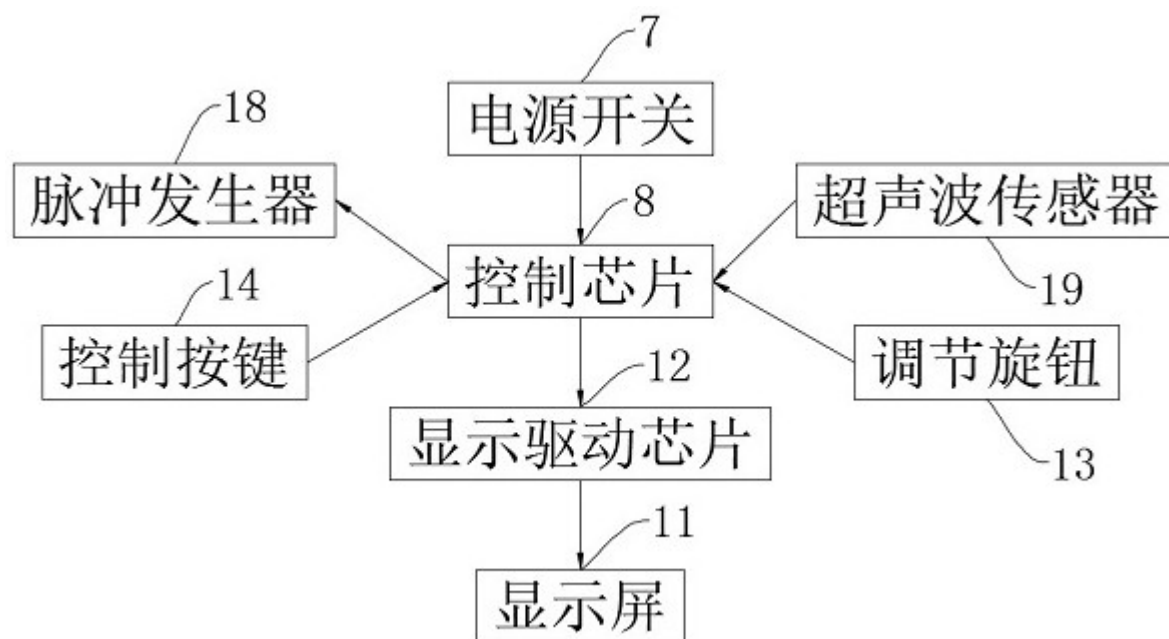 7
电源开关
18
脉冲发生器
超声波传感器
8
控制芯片
14
19
控制按键
调节旋钮
12
显示驱动芯片
13
11
显示屏